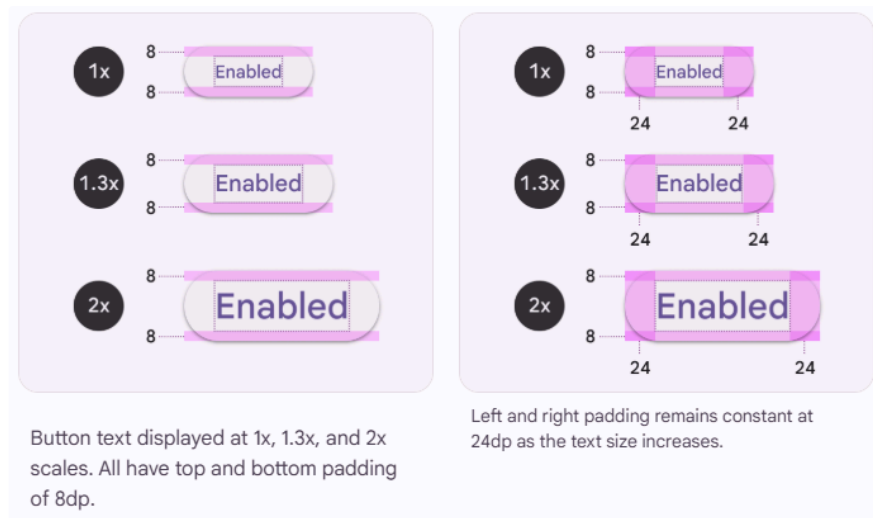 8
1x
Enabled
8
8
1.3x
Enabled
8
8
2x
Enabled
8
Button text displayed at 1x, 1.3x, and 2x
scales. All have top and bottom padding
of 8dp.
8
1x
Enabled
8
24 24
8
1.3x
Enabled
8
24 24
8
2x
Enabled
8
24 24
Left and right padding remains constant at
24dp as the text size increases.